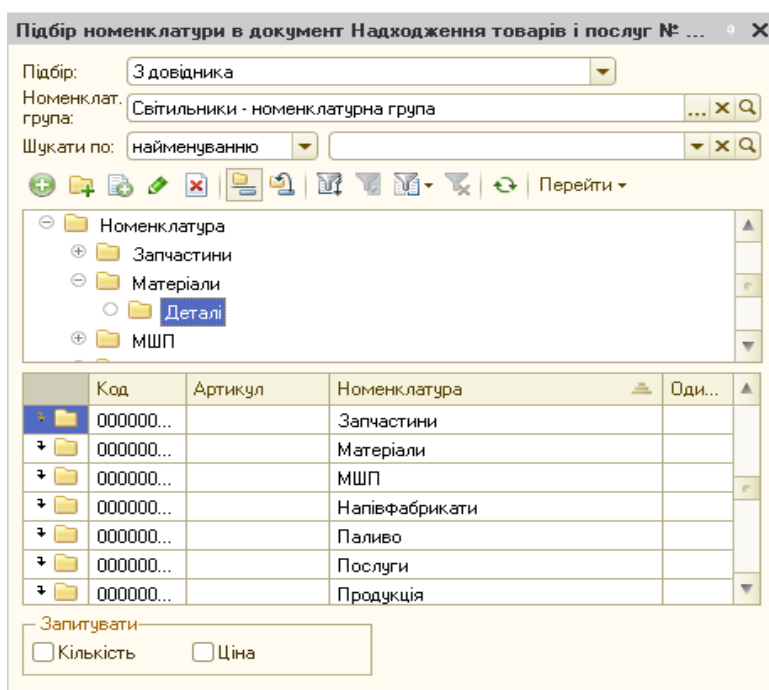 Підбір номенклатури в документ Надходження товарів і послуг № ...
Підбір: З довідника
Номенклат. група: Світильники - номенклатурна група ...
Шукати по: найменуванню
Перейти
Номенклатура
Запчастини
Матеріали
Деталі
МШП
Код Артикул Номенклатура Оди...
000000... Запчастини
000000... Матеріали
000000... МШП
000000... Напівфабрикати
000000... Паливо
000000... Послуги
000000... Продукція
Запитувати
Кількість Ціна